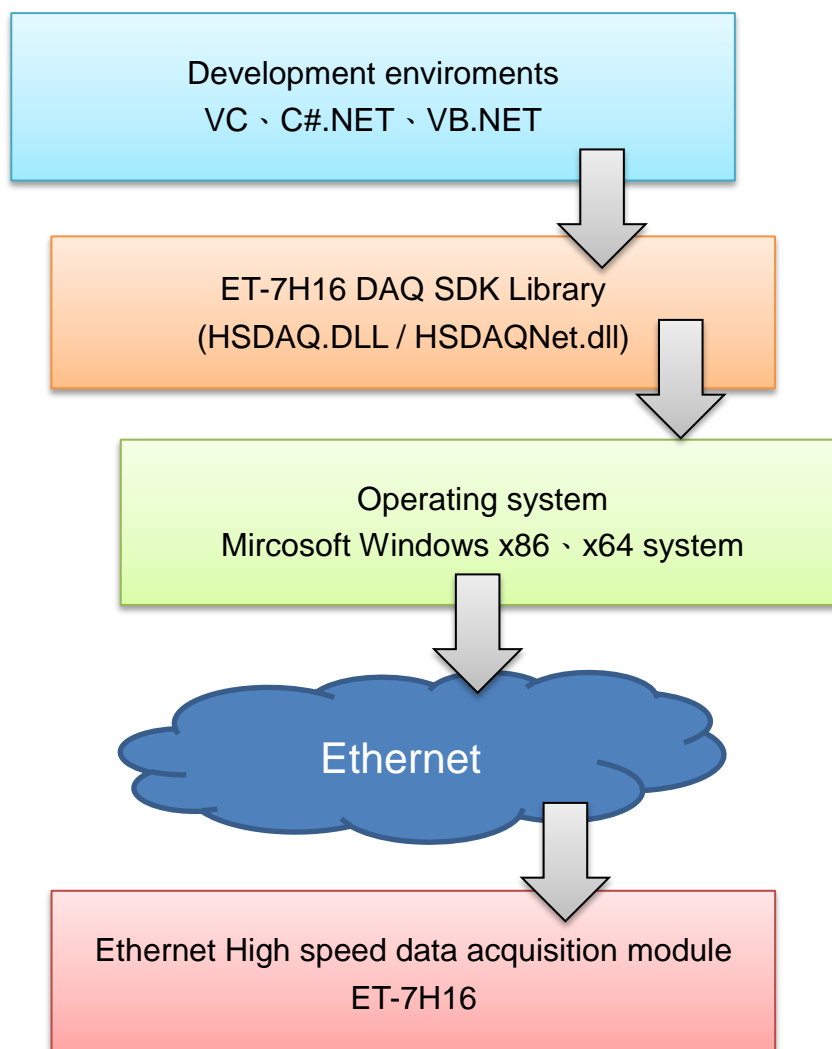 Development enviroments
VC、C#.NET、VB.NET
ET-7H16 DAQ SDK Library
(HSDAQ.DLL / HSDAQNet.dll)
Operating system
Mircosoft Windows x86、x64 system
Ethernet
Ethernet High speed data acquisition module
ET-7H16